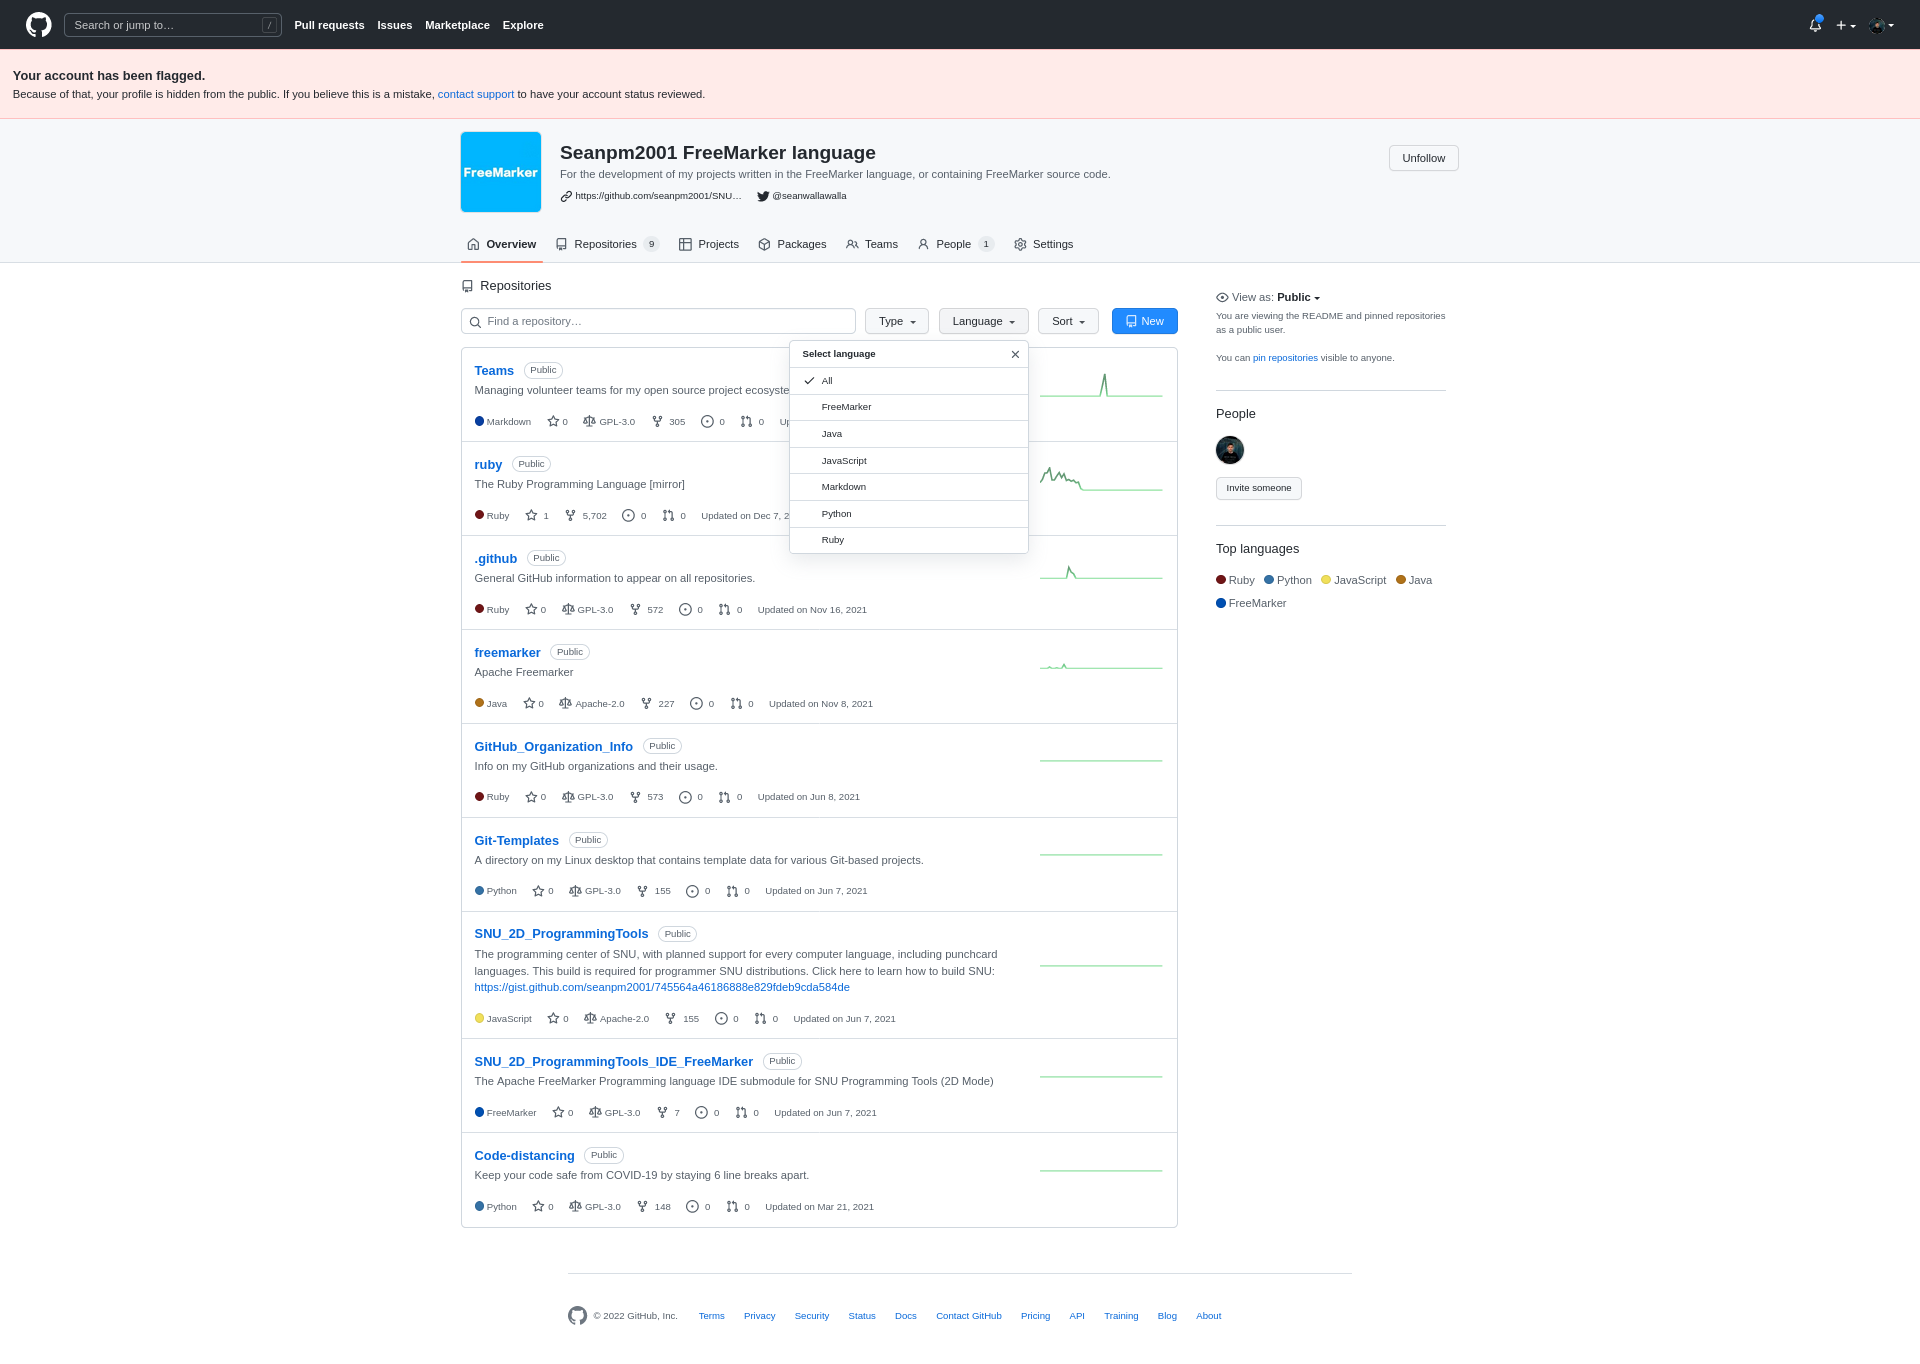 Search or jump to… /
Pull requests Issues Marketplace Explore
Your account has been flagged.
Because of that, your profile is hidden from the public. If you believe this is a mistake, contact support to have your account status reviewed.
FreeMarker
Seanpm2001 FreeMarker language
For the development of my projects written in the FreeMarker language, or containing FreeMarker source code.
https://github.com/seanpm2001/SNU… @seanwallawalla
Unfollow
Overview Repositories 9 Projects Packages Teams People 1 Settings
Repositories
Find a repository… Type Language Sort New
Select language
All
FreeMarker
Java
JavaScript
Markdown
Python
Ruby
Teams Public
Managing volunteer teams for my open source project ecosyste
Markdown 0 GPL-3.0 305 0 0 Up
ruby Public
The Ruby Programming Language [mirror]
Ruby 1 5,702 0 0 Updated on Dec 7, 2
.github Public
General GitHub information to appear on all repositories.
Ruby 0 GPL-3.0 572 0 0 Updated on Nov 16, 2021
freemarker Public
Apache Freemarker
Java 0 Apache-2.0 227 0 0 Updated on Nov 8, 2021
GitHub_Organization_Info Public
Info on my GitHub organizations and their usage.
Ruby 0 GPL-3.0 573 0 0 Updated on Jun 8, 2021
Git-Templates Public
A directory on my Linux desktop that contains template data for various Git-based projects.
Python 0 GPL-3.0 155 0 0 Updated on Jun 7, 2021
SNU_2D_ProgrammingTools Public
The programming center of SNU, with planned support for every computer language, including punchcard
languages. This build is required for programmer SNU distributions. Click here to learn how to build SNU:
https://gist.github.com/seanpm2001/745564a46186888e829fdeb9cda584de
JavaScript 0 Apache-2.0 155 0 0 Updated on Jun 7, 2021
SNU_2D_ProgrammingTools_IDE_FreeMarker Public
The Apache FreeMarker Programming language IDE submodule for SNU Programming Tools (2D Mode)
FreeMarker 0 GPL-3.0 7 0 0 Updated on Jun 7, 2021
Code-distancing Public
Keep your code safe from COVID-19 by staying 6 line breaks apart.
Python 0 GPL-3.0 148 0 0 Updated on Mar 21, 2021
View as: Public
You are viewing the README and pinned repositories
as a public user.
You can pin repositories visible to anyone.
People
Invite someone
Top languages
Ruby Python JavaScript Java
FreeMarker
© 2022 GitHub, Inc. Terms Privacy Security Status Docs Contact GitHub Pricing API Training Blog About